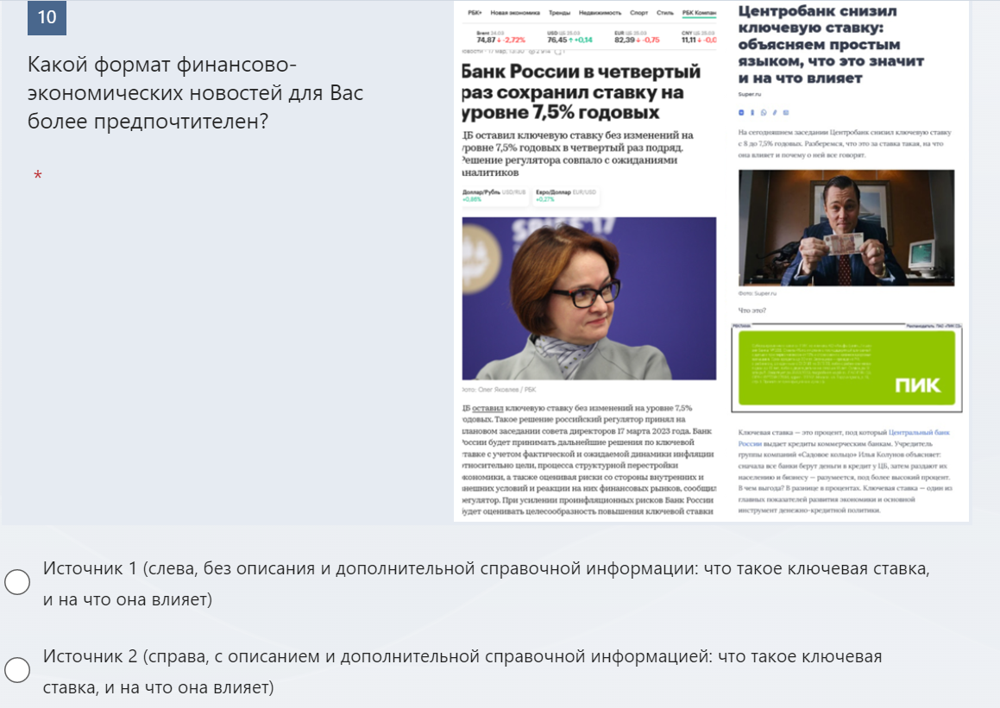 10
Какой формат финансово-
экономических новостей для Вас
более предпочтителен?
*
РБК+ Новая экономика Тренды Недвижимость Спорт Стиль РБК Компан
Brent 24.03 USD ЦБ 25.03 EUR ЦБ 25.03 CNY ЦБ 25.03
74,87 -2,72% 76,45 +0,14 82,39 -0,75 11,11 -0,0
Банк России в четвертый
раз сохранил ставку на
уровне 7,5% годовых
ЦБ оставил ключевую ставку без изменений на
уровне 7,5% годовых в четвертый раз подряд.
Решение регулятора совпало с ожиданиями
аналитиков
Доллар/Рубль USD/RUB Евро/Доллар EUR/USD
+0,86% +0,27%
Фото: Олег Яковлев / РБК
ЦБ оставил ключевую ставку без изменений на уровне 7,5%
годовых. Такое решение российский регулятор принял на
плановом заседании совета директоров 17 марта 2023 года. Банк
России будет принимать дальнейшие решения по ключевой
ставке с учетом фактической и ожидаемой динамики инфляции
относительно цели, процесса структурной перестройки
экономики, а также оценивая риски со стороны внутренних и
внешних условий и реакции на них финансовых рынков, сообщил
регулятор. При усилении проинфляционных рисков Банк России
будет оценивать целесообразность повышения ключевой ставки
Центробанк снизил
ключевую ставку:
объясняем простым
языком, что это значит
и на что влияет
Super.ru
На сегодняшнем заседании Центробанк снизил ключевую ставку
с 8 до 7,5% годовых. Разберемся, что это за ставка такая, на что
она влияет и почему о ней все говорят.
Фото: Super.ru
Что это?
РЕКЛАМА
ПИК
Ключевая ставка — это процент, под который Центральный банк
России выдает кредиты коммерческим банкам. Учредитель
группы компаний «Садовое кольцо» Илья Колунов объясняет:
сначала все банки берут деньги в кредит у ЦБ, затем раздают их
населению и бизнесу — разумеется, под более высокий процент.
В чем выгода? В разнице в процентах. Ключевая ставка — один из
главных показателей развития экономики и основной
инструмент денежно-кредитной политики.
Источник 1 (слева, без описания и дополнительной справочной информации: что такое ключевая ставка,
и на что она влияет)
Источник 2 (справа, с описанием и дополнительной справочной информацией: что такое ключевая
ставка, и на что она влияет)